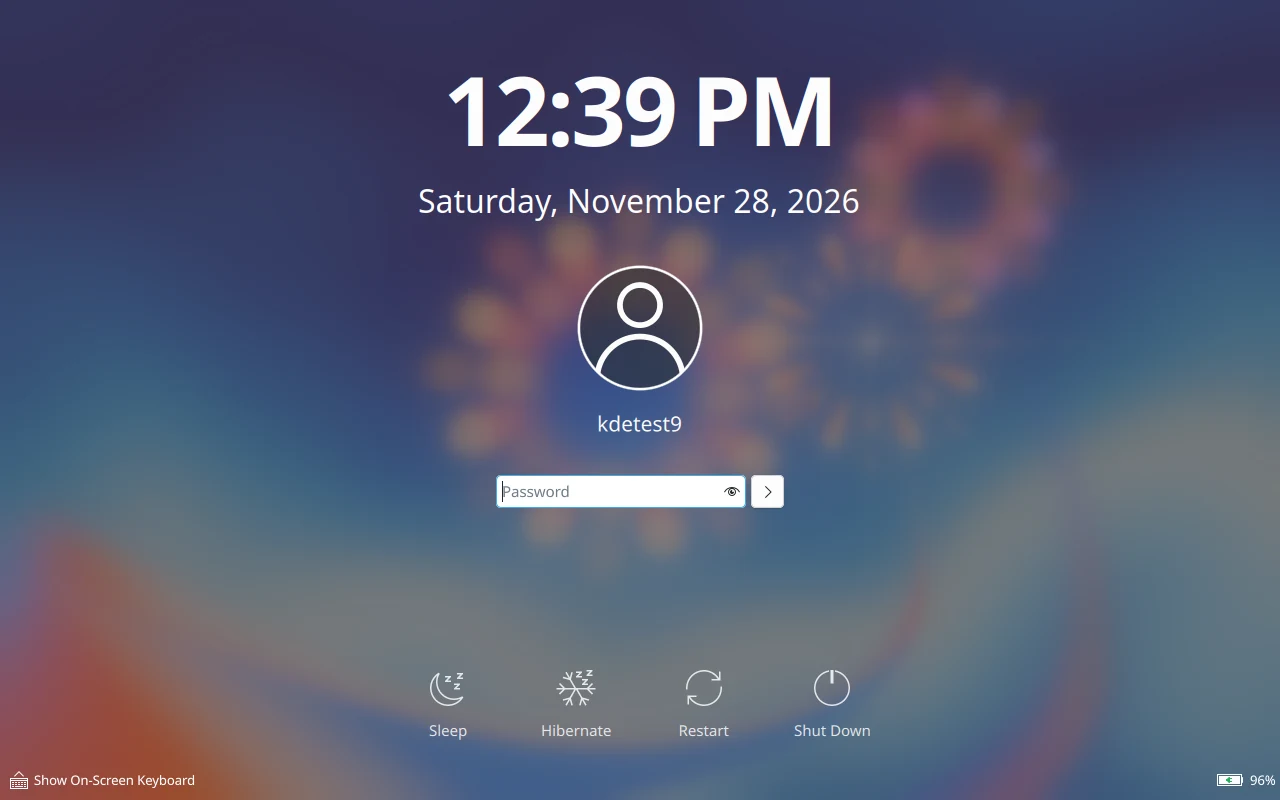 12:39 PM
Saturday, November 28, 2026
kdetest9
Password
Sleep
Hibernate
Restart
Shut Down
Show On-Screen Keyboard
96%